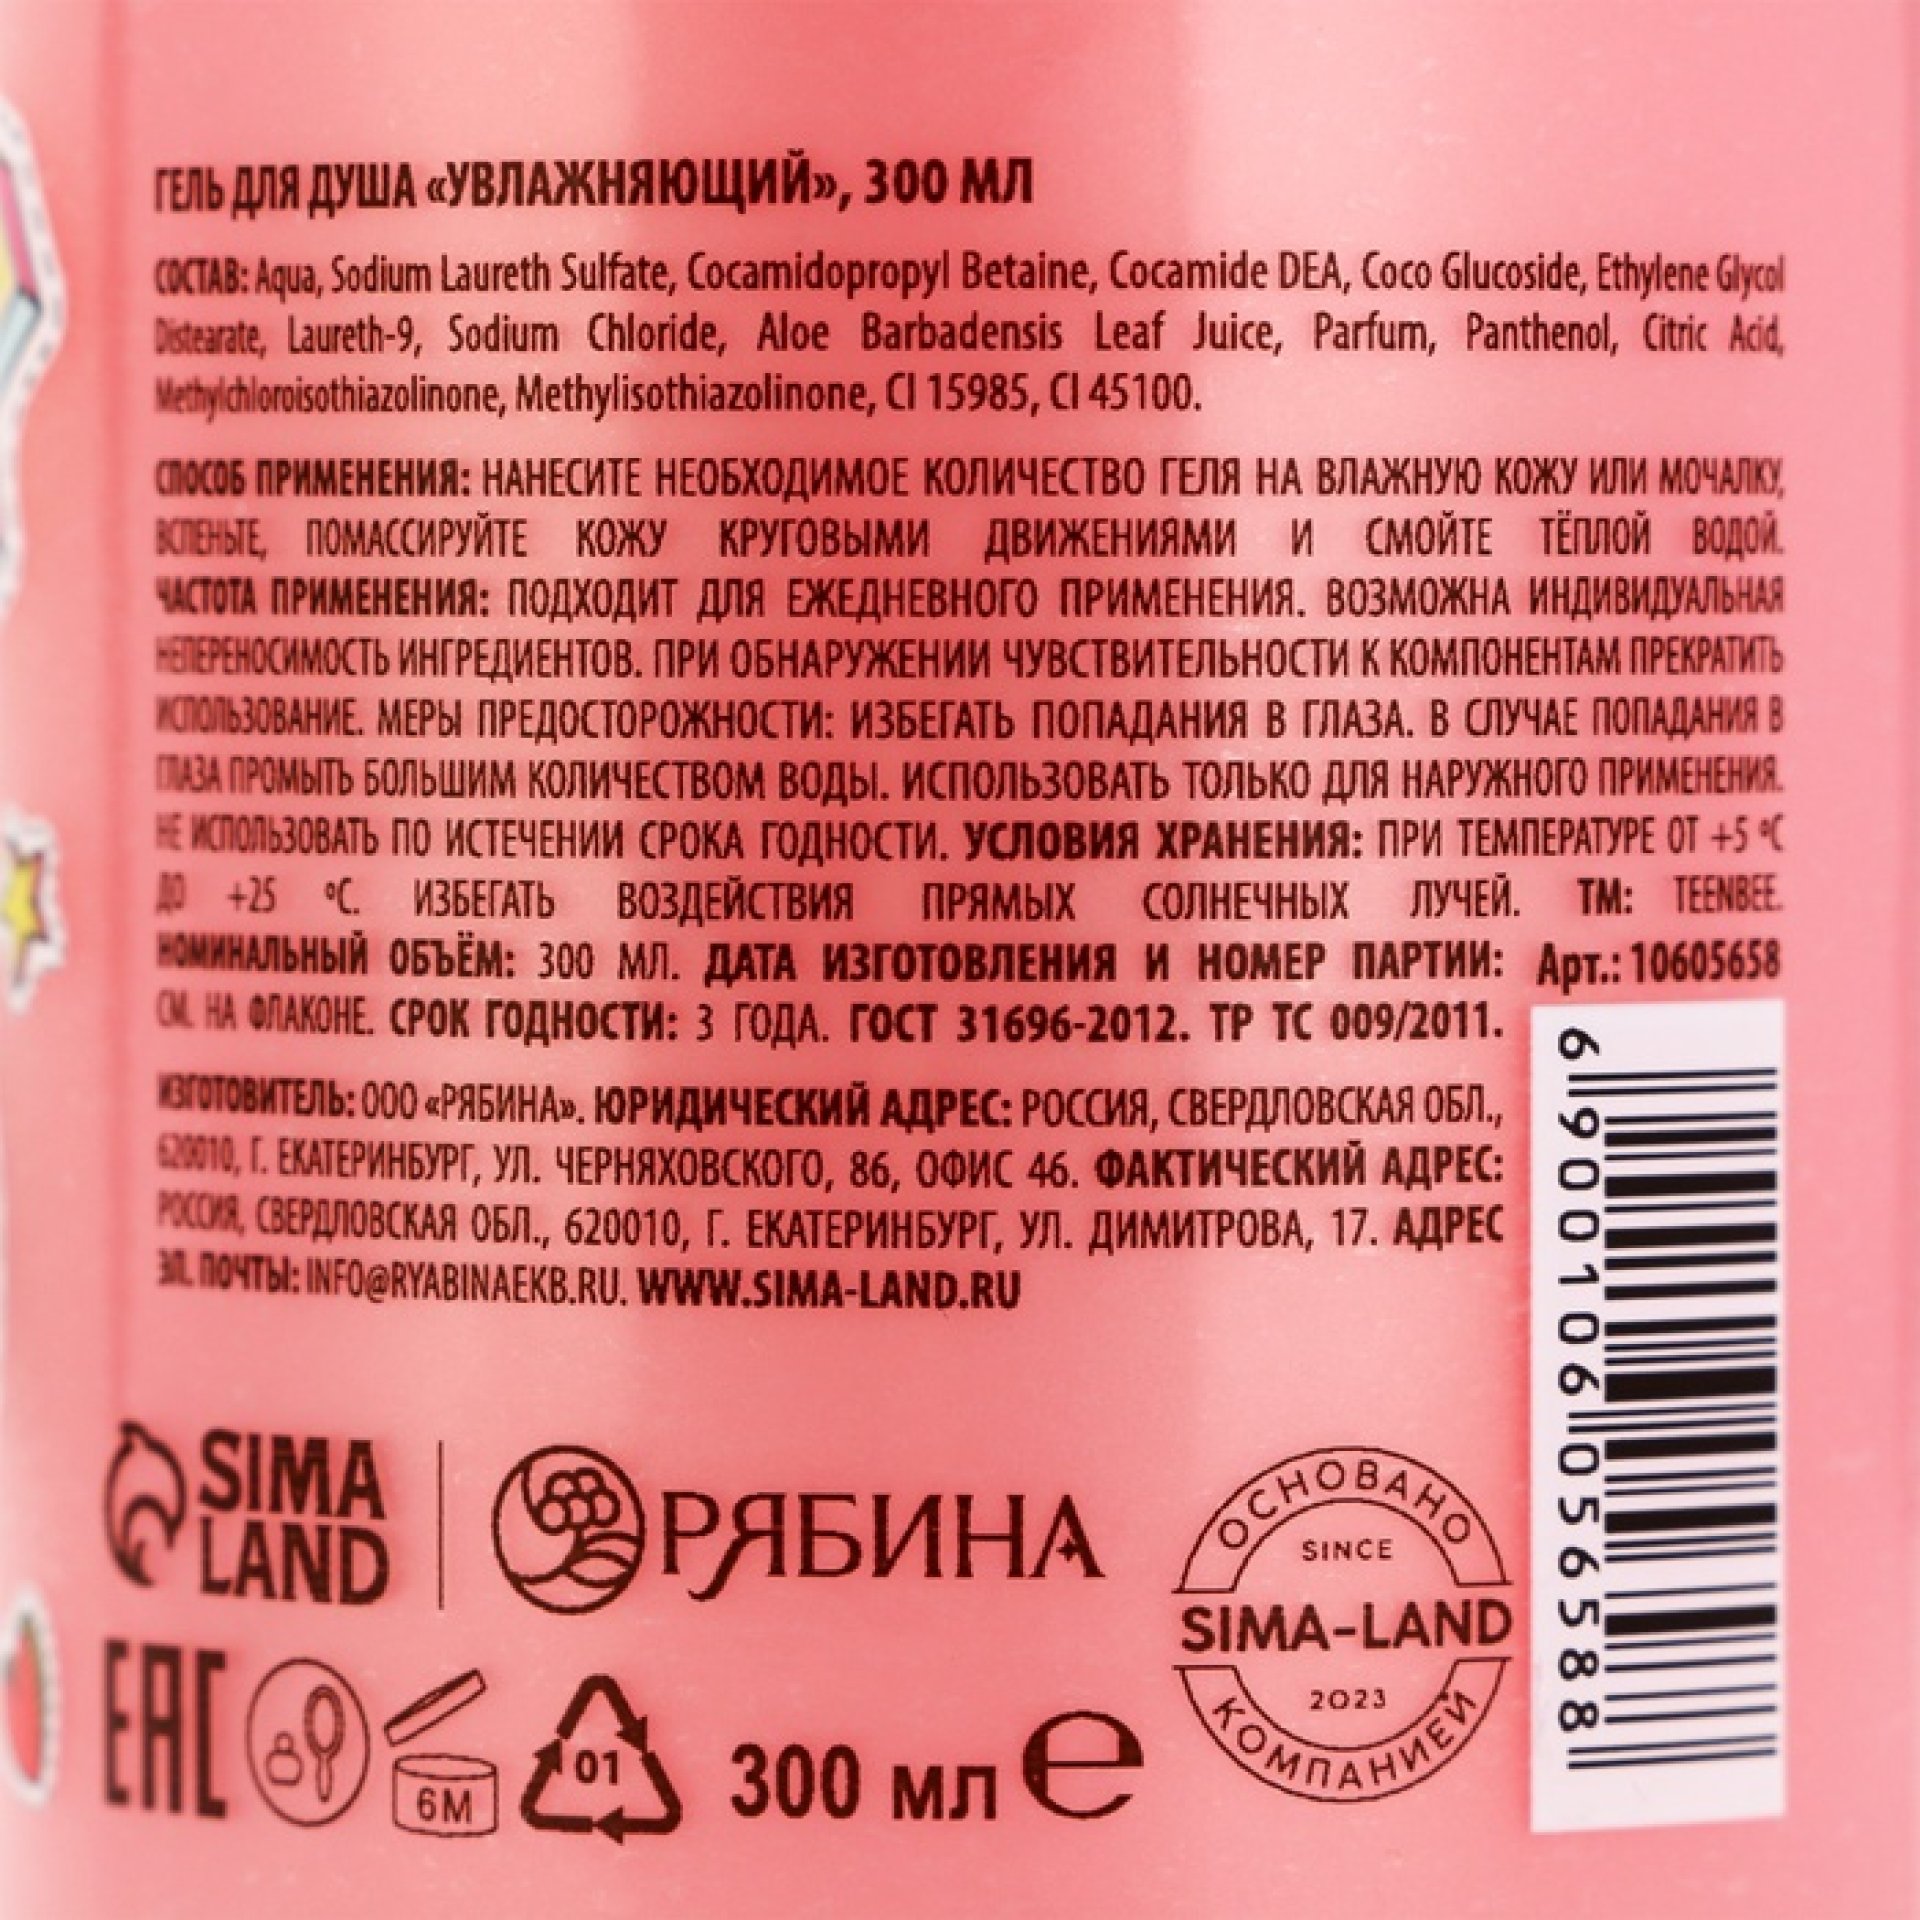 ГЕЛЬ ДЛЯ ДУША «УВЛАЖНЯЮЩИЙ», 300 МЛ
СОСТАВ: Aqua, Sodium Laureth Sulfate, Cocamidopropyl Betaine, Cocamide DEA, Coco Glucoside, Ethylene Glycol
Distearate, Laureth-9, Sodium Chloride, Aloe Barbadensis Leaf Juice, Parfum, Panthenol, Citric Acid,
Methylchloroisothiazolinone, Methylisothiazolinone, CI 15985, CI 45100.
СПОСОБ ПРИМЕНЕНИЯ: НАНЕСИТЕ НЕОБХОДИМОЕ КОЛИЧЕСТВО ГЕЛЯ НА ВЛАЖНУЮ КОЖУ ИЛИ МОЧАЛКУ,
ВСПЕНЬТЕ, ПОМАССИРУЙТЕ КОЖУ КРУГОВЫМИ ДВИЖЕНИЯМИ И СМОЙТЕ ТЁПЛОЙ ВОДОЙ.
ЧАСТОТА ПРИМЕНЕНИЯ: ПОДХОДИТ ДЛЯ ЕЖЕДНЕВНОГО ПРИМЕНЕНИЯ. ВОЗМОЖНА ИНДИВИДУАЛЬНАЯ
НЕПЕРЕНОСИМОСТЬ ИНГРЕДИЕНТОВ. ПРИ ОБНАРУЖЕНИИ ЧУВСТВИТЕЛЬНОСТИ К КОМПОНЕНТАМ ПРЕКРАТИТЬ
ИСПОЛЬЗОВАНИЕ. МЕРЫ ПРЕДОСТОРОЖНОСТИ: ИЗБЕГАТЬ ПОПАДАНИЯ В ГЛАЗА. В СЛУЧАЕ ПОПАДАНИЯ В
ГЛАЗА ПРОМЫТЬ БОЛЬШИМ КОЛИЧЕСТВОМ ВОДЫ. ИСПОЛЬЗОВАТЬ ТОЛЬКО ДЛЯ НАРУЖНОГО ПРИМЕНЕНИЯ.
НЕ ИСПОЛЬЗОВАТЬ ПО ИСТЕЧЕНИИ СРОКА ГОДНОСТИ. УСЛОВИЯ ХРАНЕНИЯ: ПРИ ТЕМПЕРАТУРЕ ОТ +5 ºC
ДО +25 ºC. ИЗБЕГАТЬ ВОЗДЕЙСТВИЯ ПРЯМЫХ СОЛНЕЧНЫХ ЛУЧЕЙ. ТМ: TEENBEE.
НОМИНАЛЬНЫЙ ОБЪЁМ: 300 МЛ. ДАТА ИЗГОТОВЛЕНИЯ И НОМЕР ПАРТИИ: Арт.: 10605658
СМ. НА ФЛАКОНЕ. СРОК ГОДНОСТИ: 3 ГОДА. ГОСТ 31696-2012. ТР ТС 009/2011.
ИЗГОТОВИТЕЛЬ: ООО «РЯБИНА». ЮРИДИЧЕСКИЙ АДРЕС: РОССИЯ, СВЕРДЛОВСКАЯ ОБЛ.,
620010, Г. ЕКАТЕРИНБУРГ, УЛ. ЧЕРНЯХОВСКОГО, 86, ОФИС 46. ФАКТИЧЕСКИЙ АДРЕС:
РОССИЯ, СВЕРДЛОВСКАЯ ОБЛ., 620010, Г. ЕКАТЕРИНБУРГ, УЛ. ДИМИТРОВА, 17. АДРЕС
ЭЛ. ПОЧТЫ: INFO@RYABINAEKB.RU. WWW.SIMA-LAND.RU
6 900106 056588
SIMA
LAND
РЯБИНА
ОСНОВАНО
SINCE
SIMA-LAND
2023
КОМПАНИЕЙ
EAC
6M
01
300 мл e